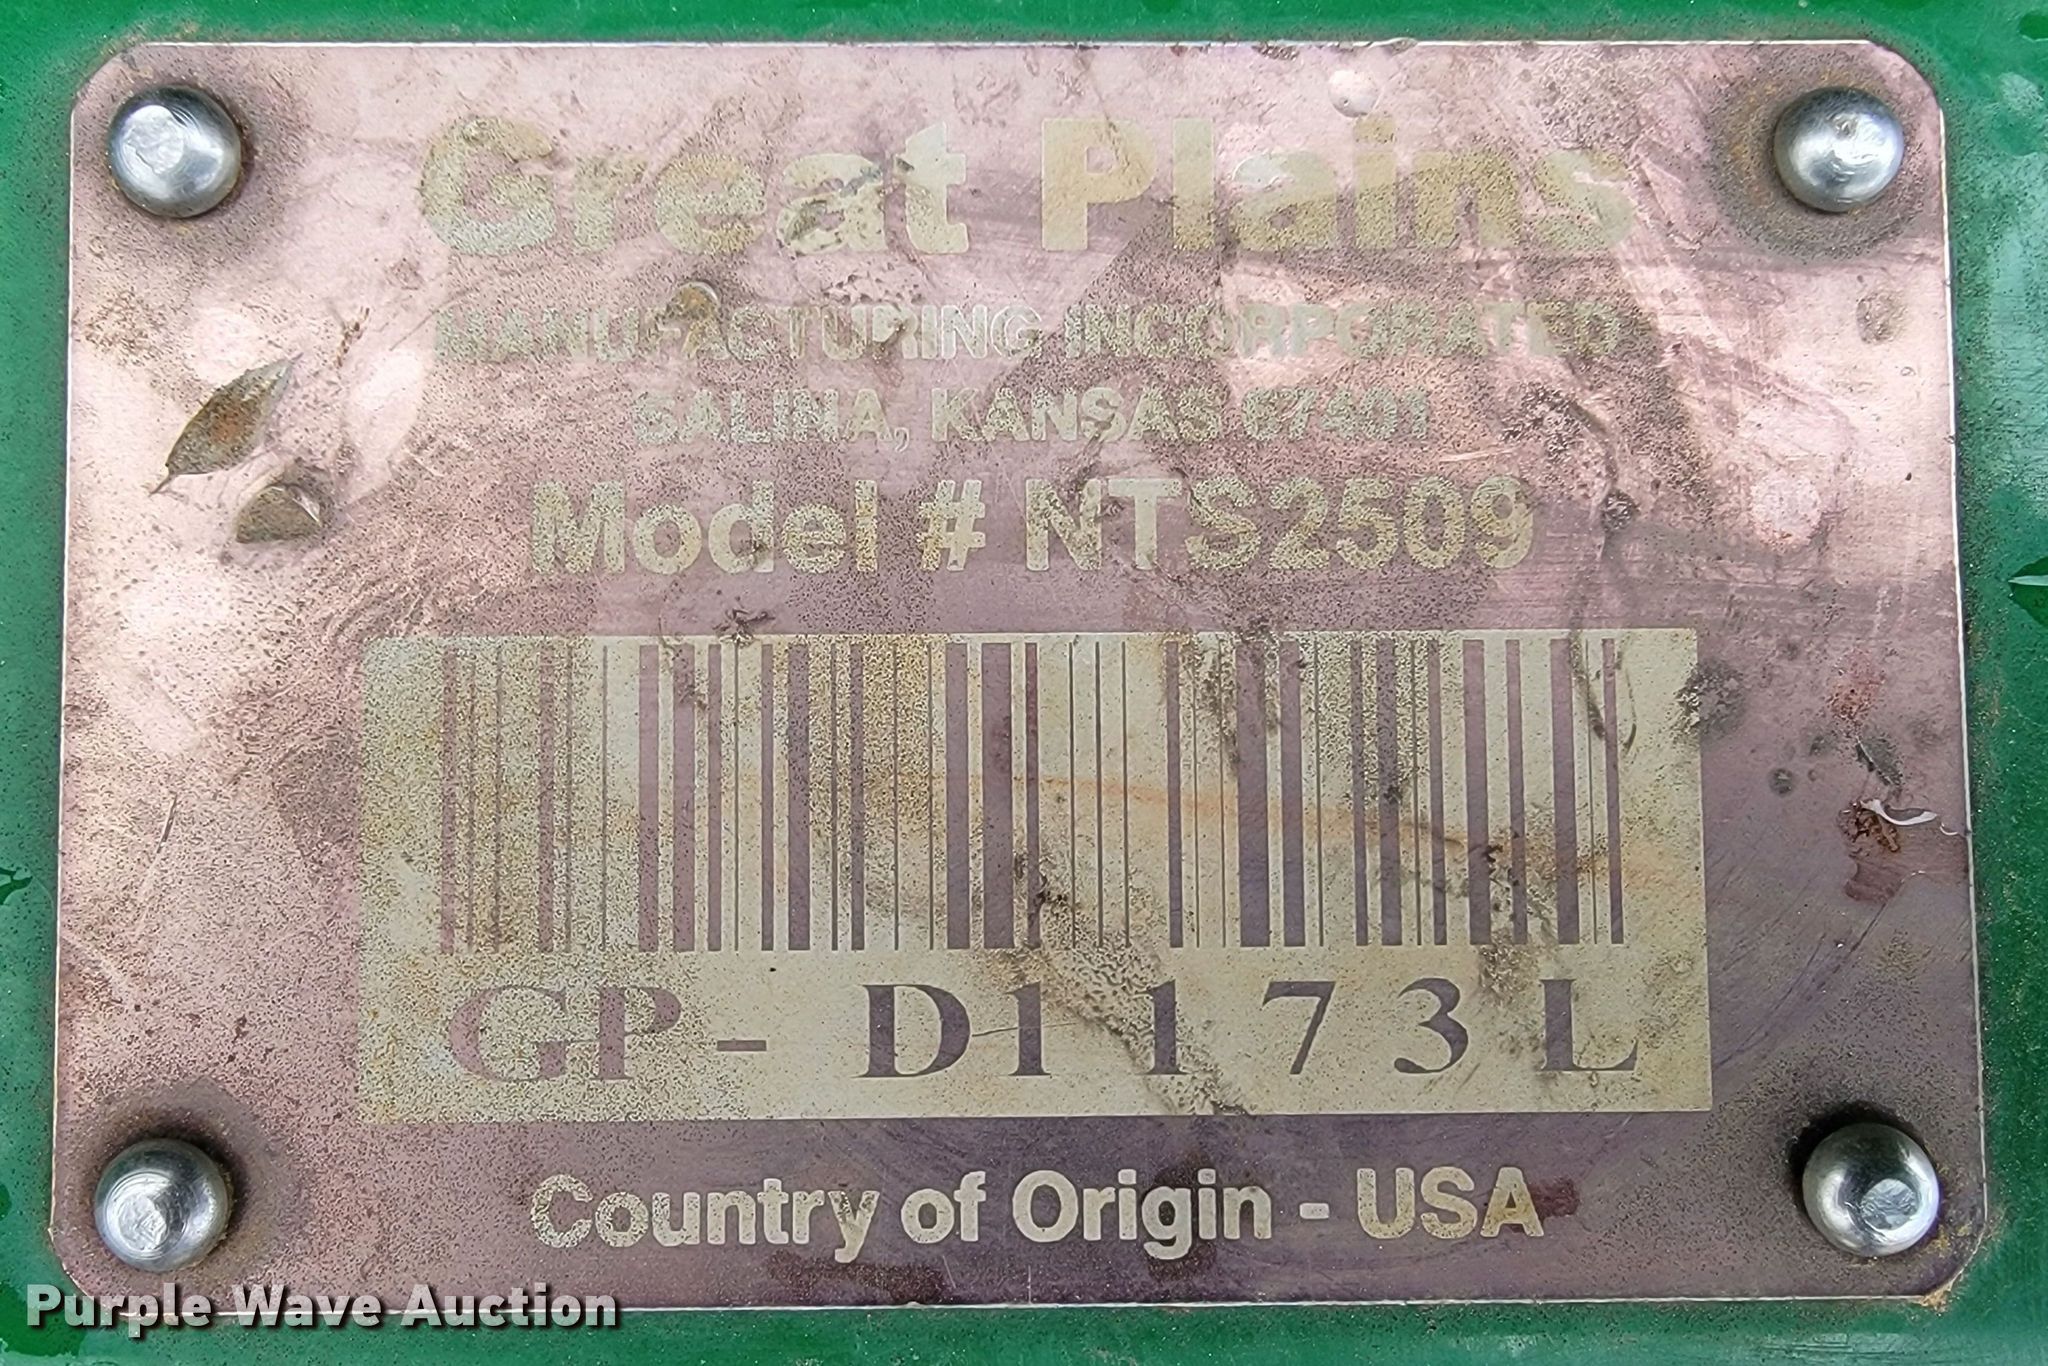 Great Plains
MANUFACTURING INCORPORATED
SALINA, KANSAS 67401
Model # NTS2509
GP- D1173L
Country of Origin - USA
Purple Wave Auction